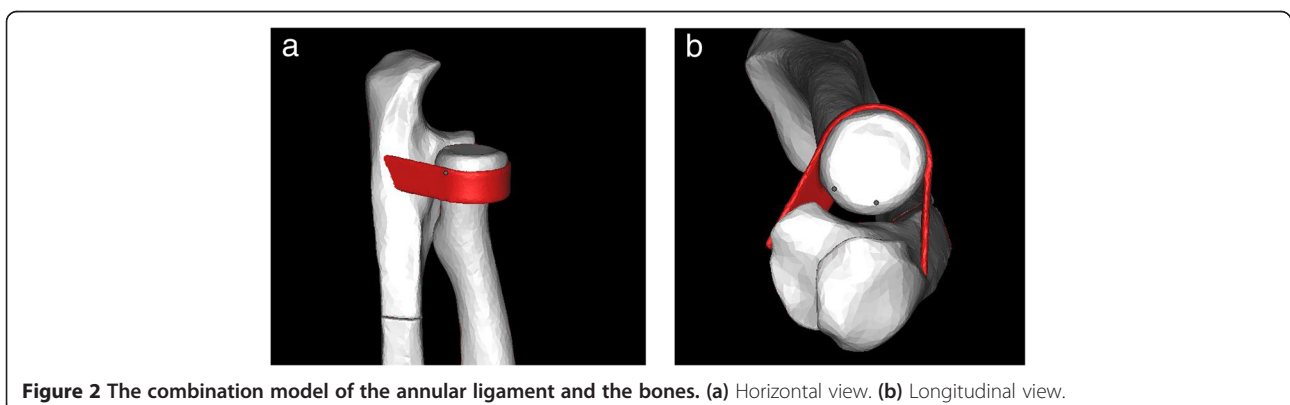 a
b
Figure 2 The combination model of the annular ligament and the bones. (a) Horizontal view. (b) Longitudinal view.